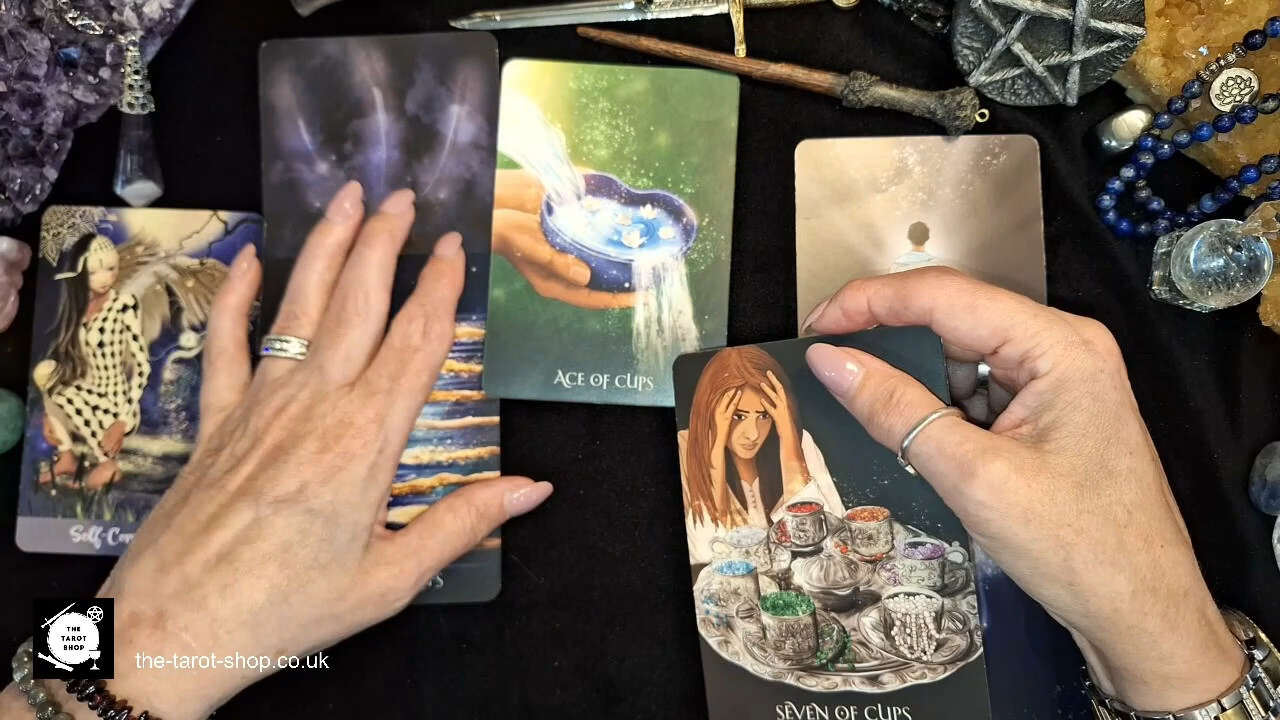 ACE OF CUPS
SEVEN OF CUPS
THE
TAROT
SHOP
the-tarot-shop.co.uk